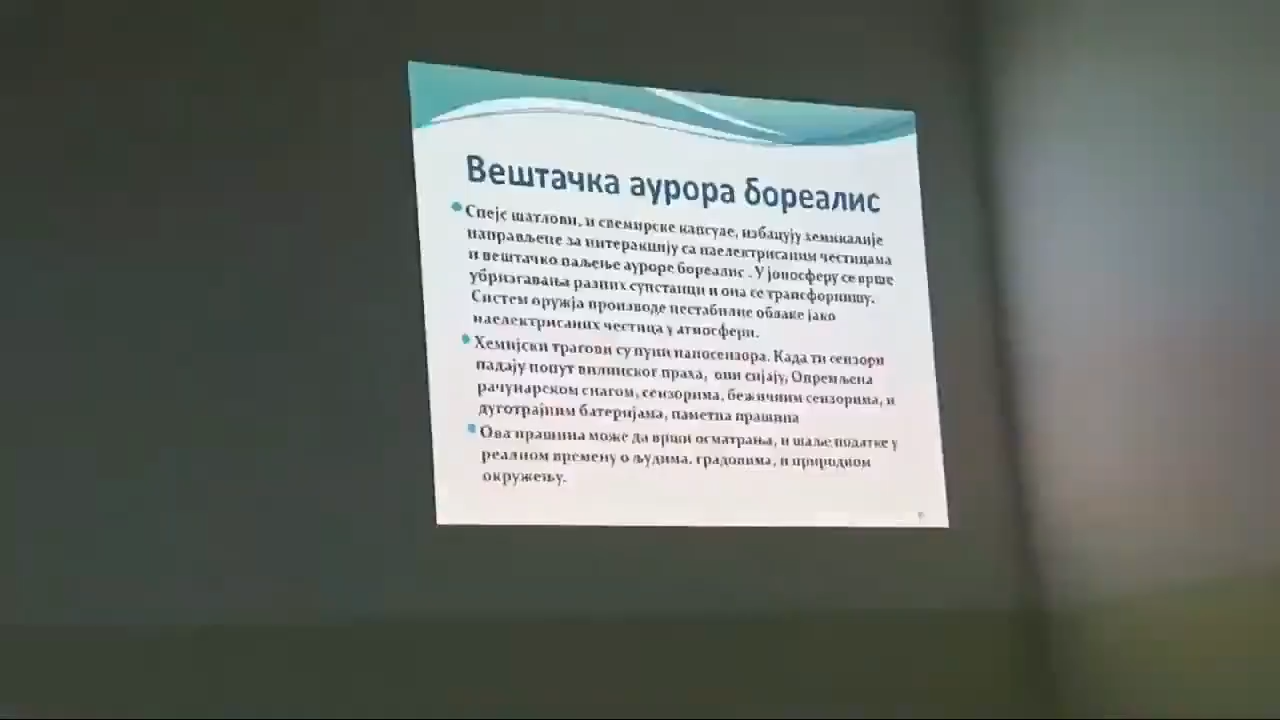 Вештачка аурора бореалис
Спејс шатлови, и свемирске капсуле, избацују хемикалије
направљене за интеракцију са наелектрисаним честицама
и вештачко паљење ауроре бореалис . У јоносферу се врше
убризгавања разних супстанци и она се трансформишу.
Систем оружја производе нестабилне облаке јако
наелектрисаних честица у атмосфери.
Хемијски трагови су пуни наносензора. Када ти сензори
падају попут вилинског праха, они сијају, Опремљена
рачунарском снагом, сензорима, бежичним сензорима, и
дуготрајним батеријама, паметна прашина
Ова прашина може да врши осматрања, и шаље податке у
реалном времену о људима. градовима, и природном
окружењу.